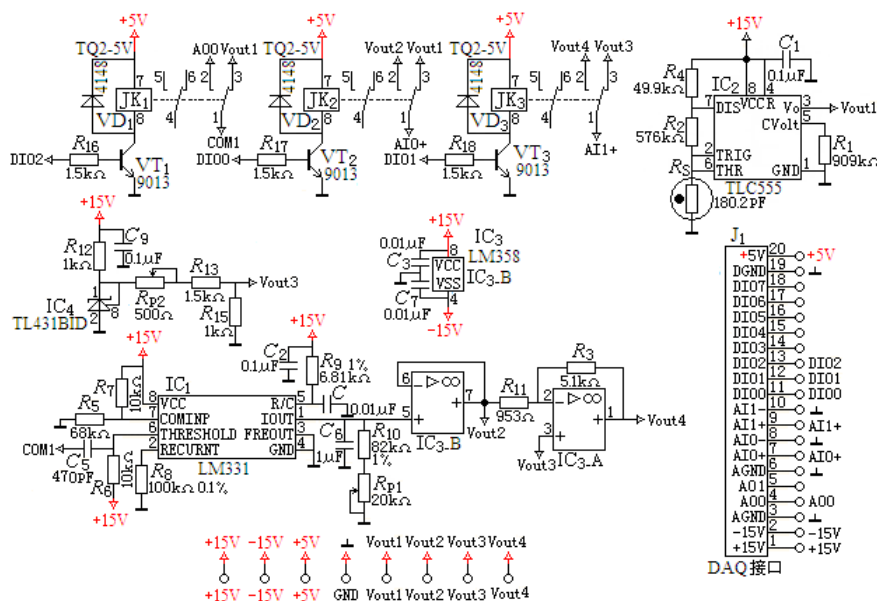 +5V
TQ2-5V
4148
7
JK1
8
VD1
5
6
4
A00
Vout1
2
3
1
COM1
DIO2
R16
1.5kΩ
VT1
9013
+5V
TQ2-5V
4148
7
JK2
8
VD2
5
6
4
Vout2
Vout1
2
3
1
AI0+
DIO0
R17
1.5kΩ
VT2
9013
+5V
TQ2-5V
4148
7
JK3
8
VD3
5
6
4
Vout4
Vout3
2
3
1
AI1+
DIO1
R18
1.5kΩ
VT3
9013
+15V
C1
0.1μF
R4
49.9kΩ
IC2
8
4
VCC
R
7
DIS
Vo
3
Vout1
CVolt
5
R2
576kΩ
2
TRIG
6
THR
GND
1
R1
909kΩ
RS
TLC555
180.2pF
+15V
R12
1kΩ
C9
0.1μF
IC4
1
2
8
TL431BID
RP2
500Ω
R13
1.5kΩ
Vout3
R15
1kΩ
+15V
0.01μF
C3
8
IC3
LM358
VCC
VSS
IC3-B
C7
4
0.01μF
-15V
J1
+5V
20
+5V
DGND
19
DIO7
18
DIO6
17
DIO5
16
DIO4
15
DIO3
14
DIO2
13
DIO2
DIO1
12
DIO1
DIO0
11
DIO0
AI1-
10
AI1+
9
AI1+
AI0-
8
AI0+
7
AI0+
AGND
6
AO1
5
A00
4
A00
AGND
3
-15V
2
-15V
+15V
1
+15V
DAQ接口
+15V
R7
10kΩ
R5
68kΩ
IC1
8
VCC
7
COMINP
6
THRESHOLD
2
RECURNT
R/C
5
IOUT
1
FREOUT
3
GND
4
LM331
COM1
C5
470pF
R6
10kΩ
+15V
R8
100kΩ 0.1%
+15V
C2
0.1μF
R9 1%
6.81kΩ
C
0.01μF
C6
1μF
R10
82kΩ
1%
RP1
20kΩ
6
5
-
+
▷∞
7
IC3-B
Vout2
R11
953Ω
R3
5.1kΩ
2
3
-
+
▷∞
1
IC3-A
Vout3
Vout4
+15V
-15V
+5V
Vout1
Vout2
Vout3
Vout4
+15V
-15V
+5V
GND
Vout1
Vout2
Vout3
Vout4